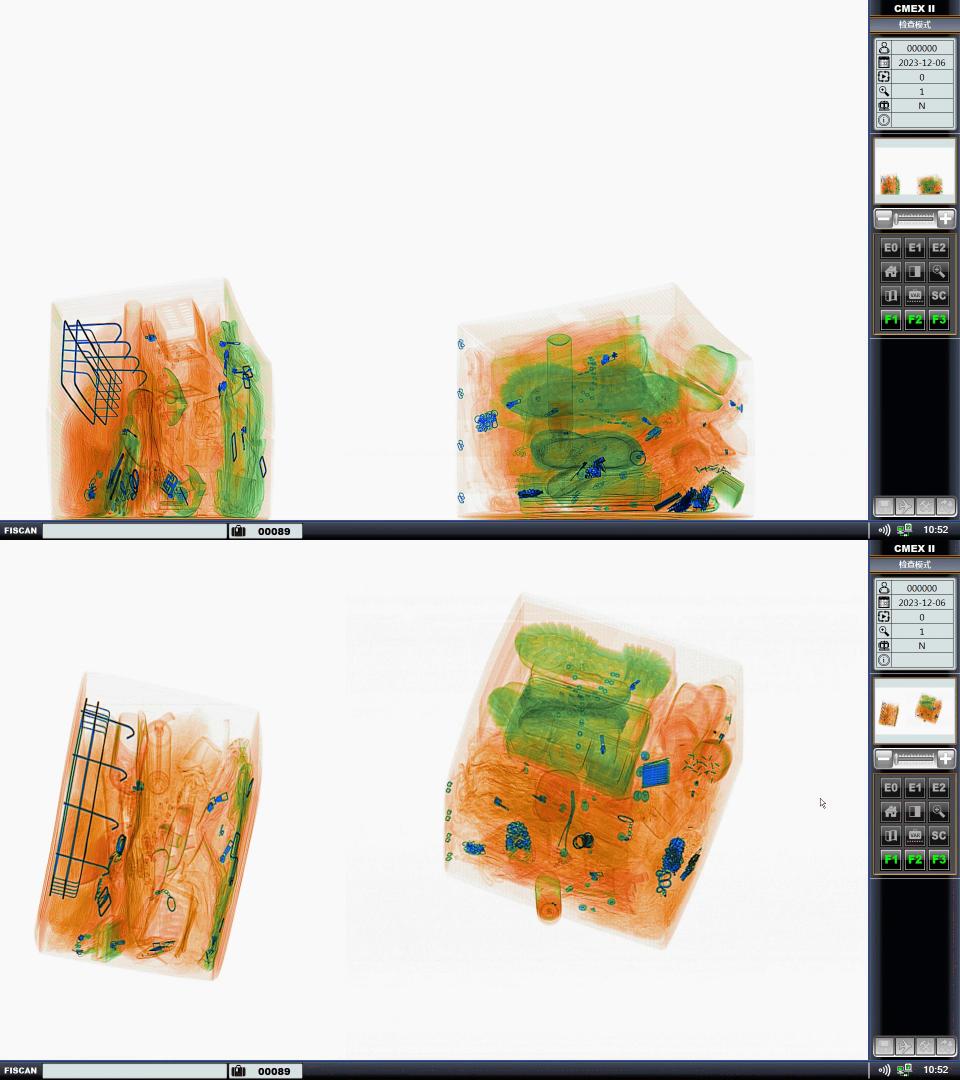 CMEX II
检查模式
000000
2023-12-06
0
1
N
E0 E1 E2
VAR SC
F1 F2 F3
FISCAN 00089 10:52
CMEX II
检查模式
000000
2023-12-06
0
1
N
E0 E1 E2
VAR SC
F1 F2 F3
FISCAN 00089 10:52